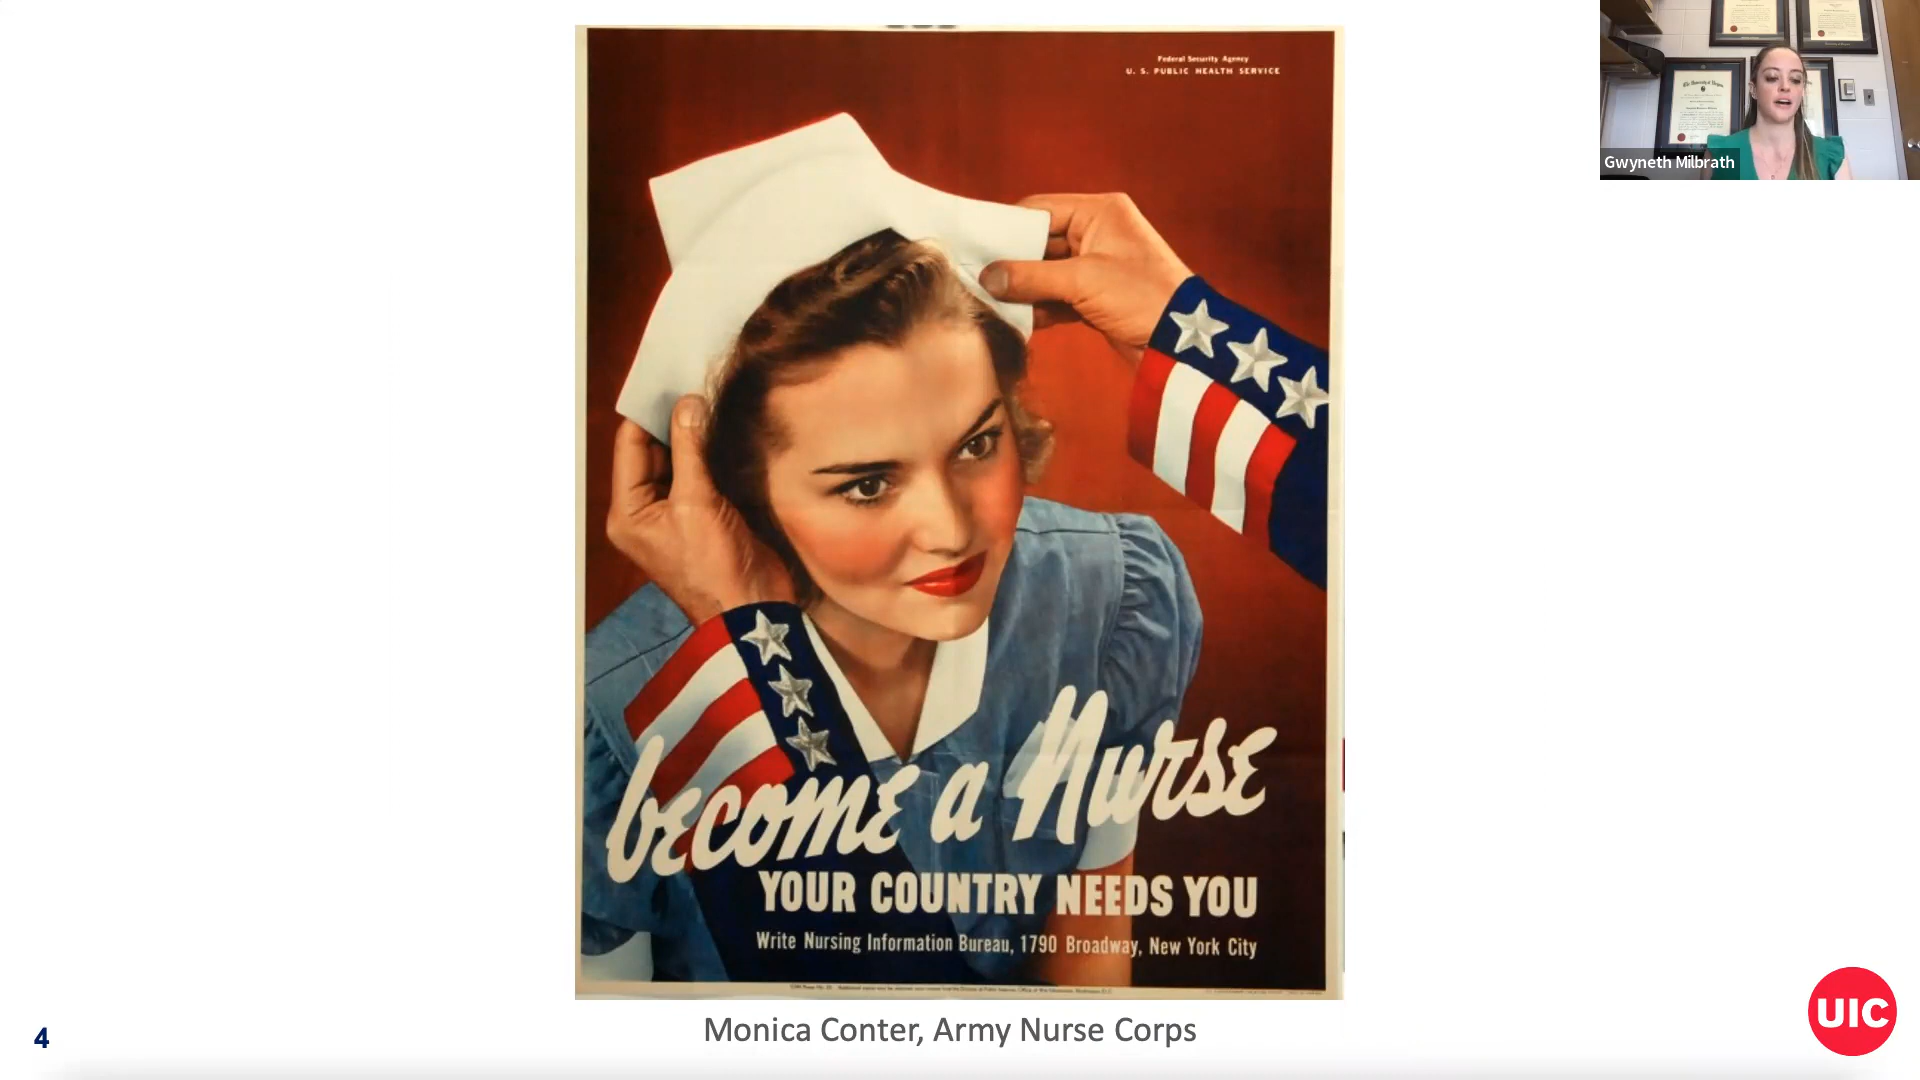 Federal Security Agency
U. S. PUBLIC HEALTH SERVICE
become a Nurse
YOUR COUNTRY NEEDS YOU
Write Nursing Information Bureau, 1790 Broadway, New York City
Monica Conter, Army Nurse Corps
4
UIC
Gwyneth Milbrath